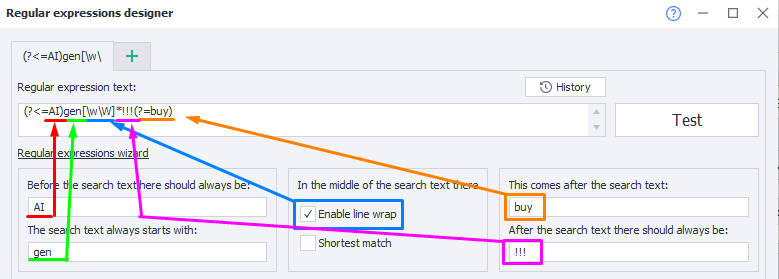 Regular expressions designer
(?<=AI)gen[\w\
Regular expression text:
History
(?<=AI)gen[\w\W]*!!!(?=buy)
Test
Regular expressions wizard
Before the search text there should always be:
In the middle of the search text there
This comes after the search text:
AI
Enable line wrap
buy
The search text always starts with:
Shortest match
After the search text there should always be:
gen
!!!